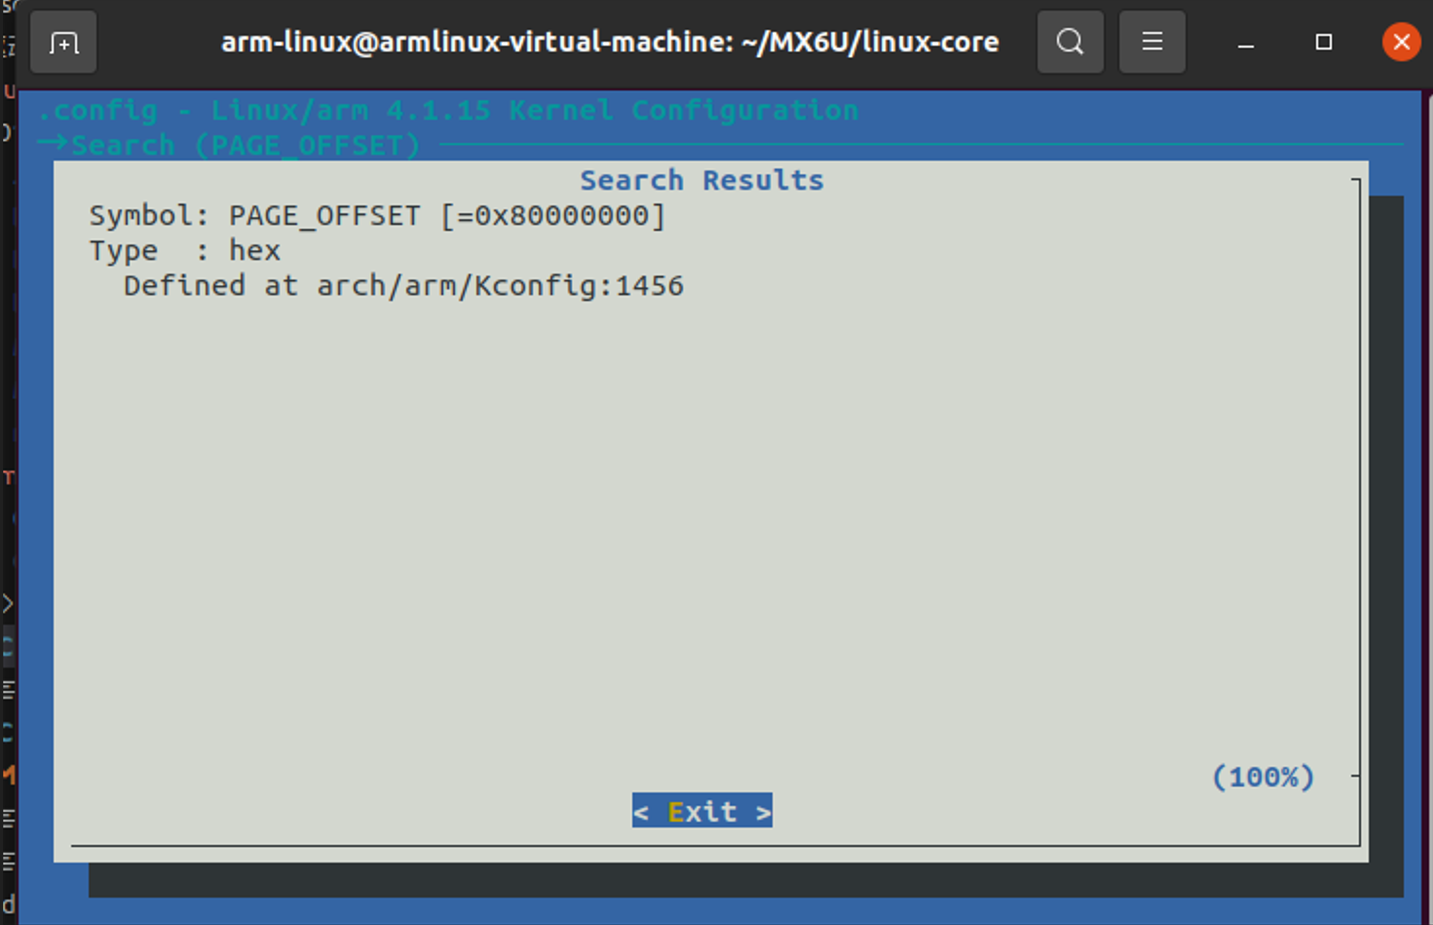 arm-linux@armlinux-virtual-machine: ~/MX6U/linux-core
.config - Linux/arm 4.1.15 Kernel Configuration
→Search (PAGE_OFFSET)
Search Results
Symbol: PAGE_OFFSET [=0x80000000]
Type  : hex
Defined at arch/arm/Kconfig:1456
(100%)
< Exit >